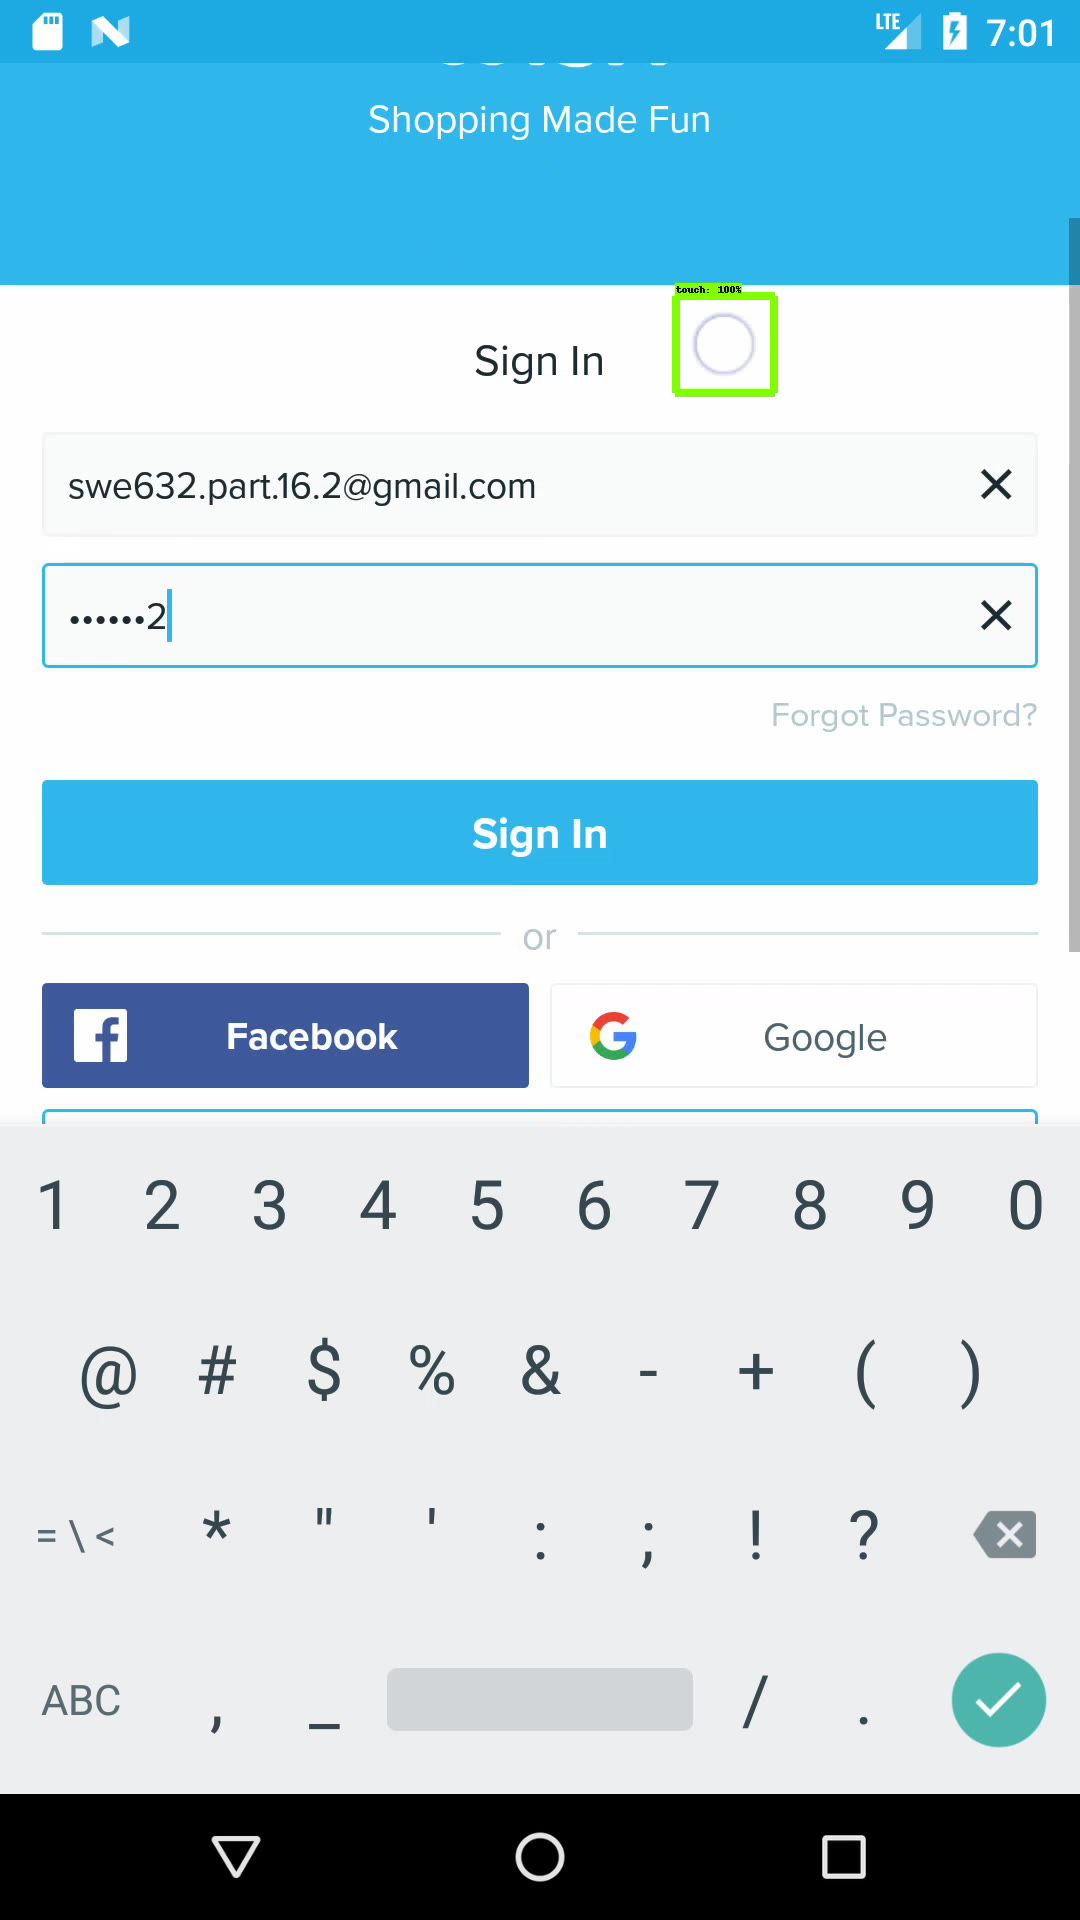 LTE 7:01
Shopping Made Fun
touch: 100%
Sign In
swe632.part.16.2@gmail.com
••••••2
Forgot Password?
Sign In
or
Facebook
Google
1 2 3 4 5 6 7 8 9 0
@ # $ % & - + ( )
= \ < * " ' : ; ! ?
ABC , _ / .